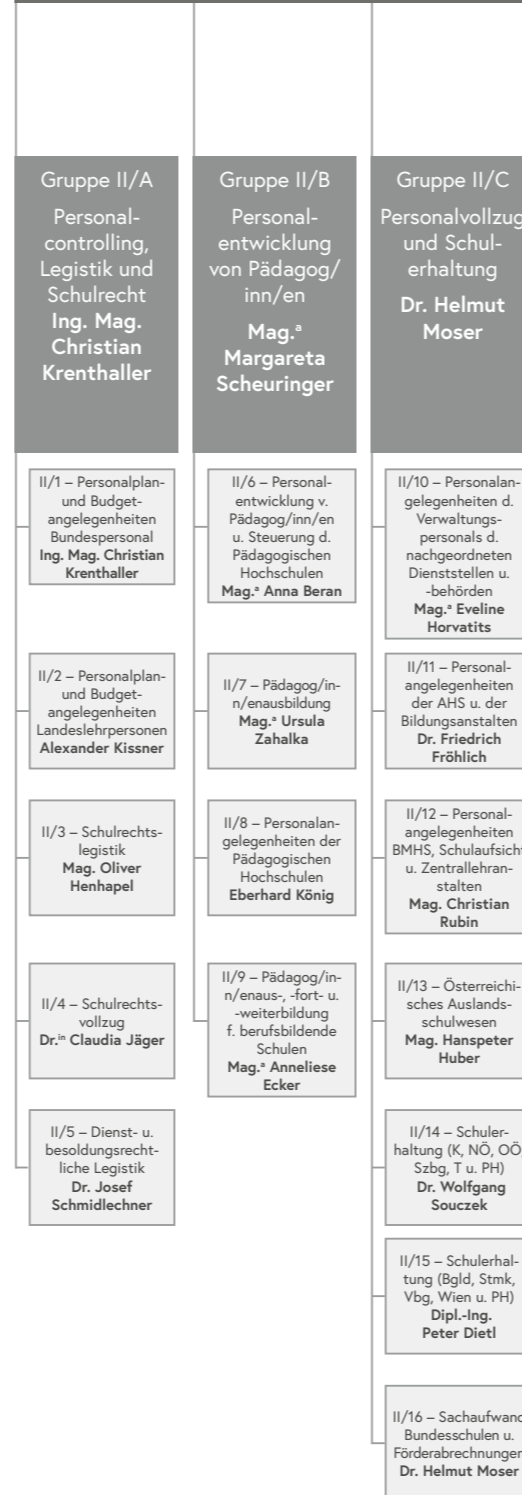 Gruppe II/A
Personal-
controlling,
Legistik und
Schulrecht
Ing. Mag.
Christian
Krenthaller
II/1 – Personalplan-
und Budget-
angelegenheiten
Bundespersonal
Ing. Mag. Christian
Krenthaller
II/2 – Personalplan-
und Budget-
angelegenheiten
Landeslehrpersonen
Alexander Kissner
II/3 – Schulrechts-
legistik
Mag. Oliver
Henhapel
II/4 – Schulrechts-
vollzug
Dr.ⁱⁿ Claudia Jäger
II/5 – Dienst- u.
besoldungsrecht-
liche Legistik
Dr. Josef
Schmidlechner
Gruppe II/B
Personal-
entwicklung
von Pädagog/
inn/en
Mag.ª
Margareta
Scheuringer
II/6 – Personal-
entwicklung v.
Pädagog/inn/en
u. Steuerung d.
Pädagogischen
Hochschulen
Mag.ª Anna Beran
II/7 – Pädagog/in-
n/enausbildung
Mag.ª Ursula
Zahalka
II/8 – Personalan-
gelegenheiten der
Pädagogischen
Hochschulen
Eberhard König
II/9 – Pädagog/in-
n/enaus-, -fort- u.
-weiterbildung
f. berufsbildende
Schulen
Mag.ª Anneliese
Ecker
Gruppe II/C
Personalvollzug
und Schul-
erhaltung
Dr. Helmut
Moser
II/10 – Personalan-
gelegenheiten d.
Verwaltungs-
personals d.
nachgeordneten
Dienststellen u.
-behörden
Mag.ª Eveline
Horvatits
II/11 – Personal-
angelegenheiten
der AHS u. der
Bildungsanstalten
Dr. Friedrich
Fröhlich
II/12 – Personal-
angelegenheiten
BMHS, Schulaufsicht
u. Zentrallehran-
stalten
Mag. Christian
Rubin
II/13 – Österreichi-
sches Auslands-
schulwesen
Mag. Hanspeter
Huber
II/14 – Schuler-
haltung (K, NÖ, OÖ,
Szbg, T u. PH)
Dr. Wolfgang
Souczek
II/15 – Schulerhal-
tung (Bgld, Stmk,
Vbg, Wien u. PH)
Dipl.-Ing.
Peter Dietl
II/16 – Sachaufwand
Bundesschulen u.
Förderabrechnungen
Dr. Helmut Moser